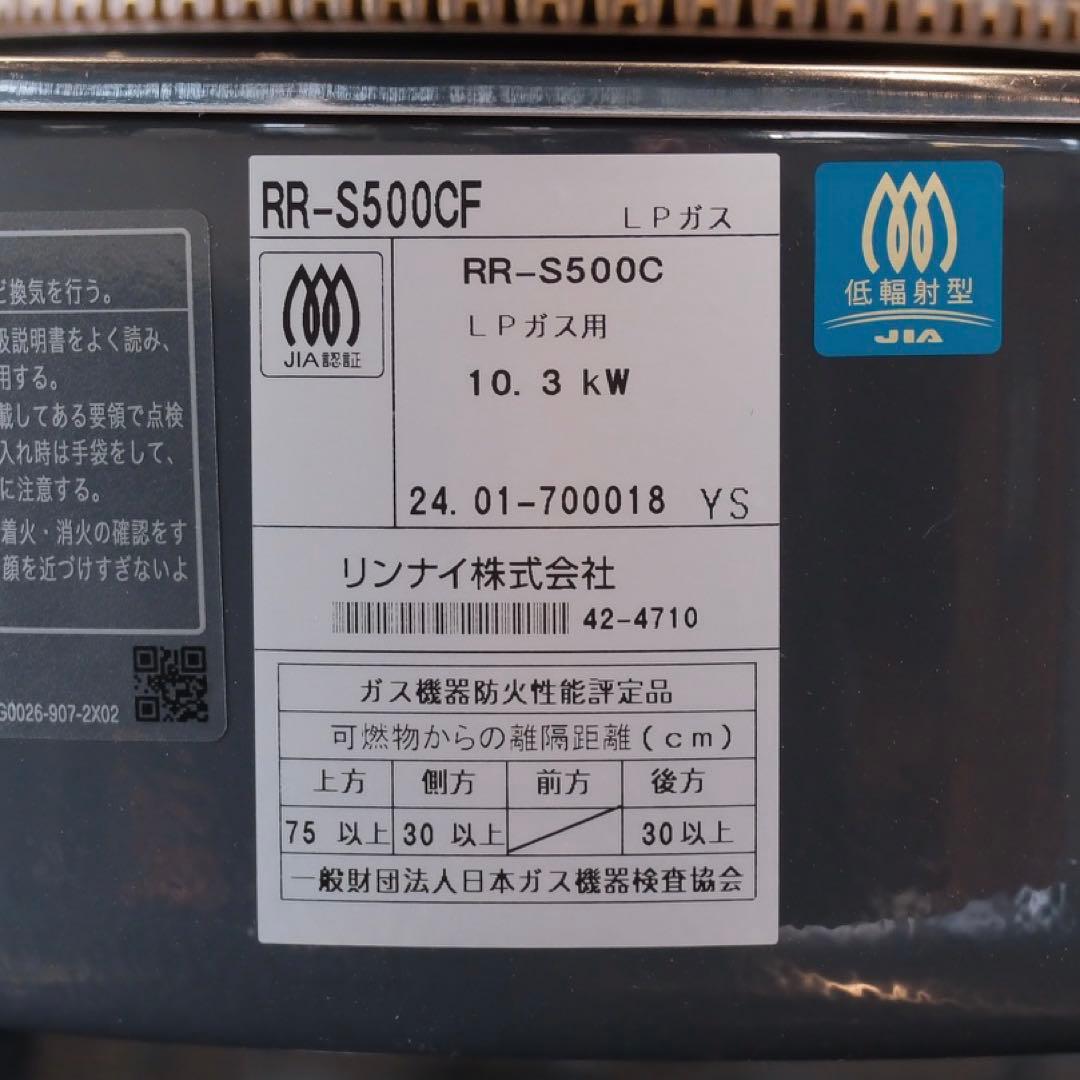 ど換気を行う。
扱説明書をよく読み、
用する。
載してある要領で点検
入れ時は手袋をして、
に注意する。
着火・消火の確認をす
顔を近づけすぎないよ
G0026-907-2X02
RR-S500CF LPガス
JIA認証
RR-S500C
LPガス用
10.3 kW
24.01-700018 YS
リンナイ株式会社
42-4710
ガス機器防火性能評定品
可燃物からの離隔距離(cm)
上方 側方 前方 後方
75 以上 30 以上 30以上
一般財団法人日本ガス機器検査協会
低輻射型
JIA